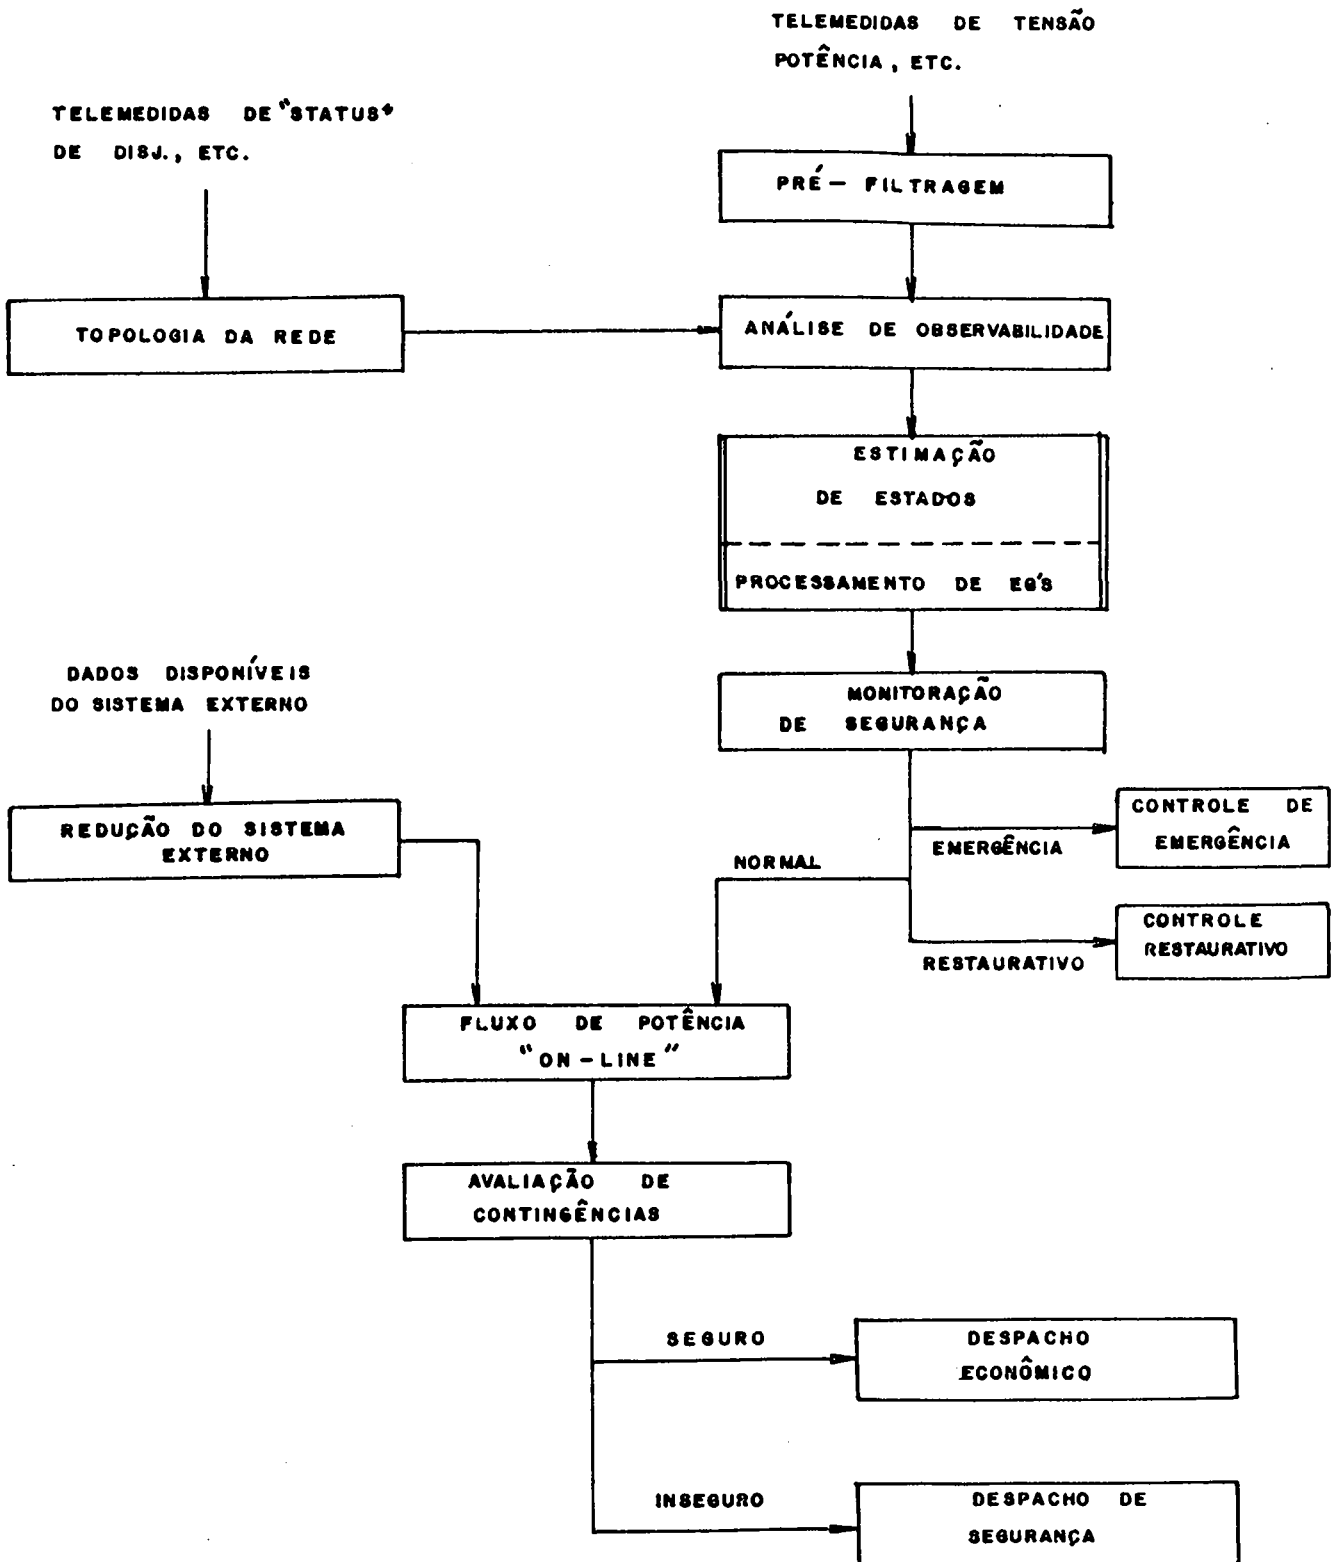 TELEMEDIDAS DE TENSÃO
POTÊNCIA, ETC.
TELEMEDIDAS DE "STATUS"
DE DISJ., ETC.
PRÉ - FILTRAGEM
TOPOLOGIA DA REDE
ANÁLISE DE OBSERVABILIDADE
ESTIMAÇÃO
DE ESTADOS
PROCESSAMENTO DE EG'S
DADOS DISPONÍVEIS
DO SISTEMA EXTERNO
MONITORAÇÃO
DE SEGURANÇA
REDUÇÃO DO SISTEMA
EXTERNO
CONTROLE DE
EMERGÊNCIA
EMERGÊNCIA
NORMAL
CONTROLE
RESTAURATIVO
RESTAURATIVO
FLUXO DE POTÊNCIA
"ON-LINE"
AVALIAÇÃO DE
CONTINGÊNCIAS
SEGURO
DESPACHO
ECONÔMICO
INSEGURO
DESPACHO DE
SEGURANÇA